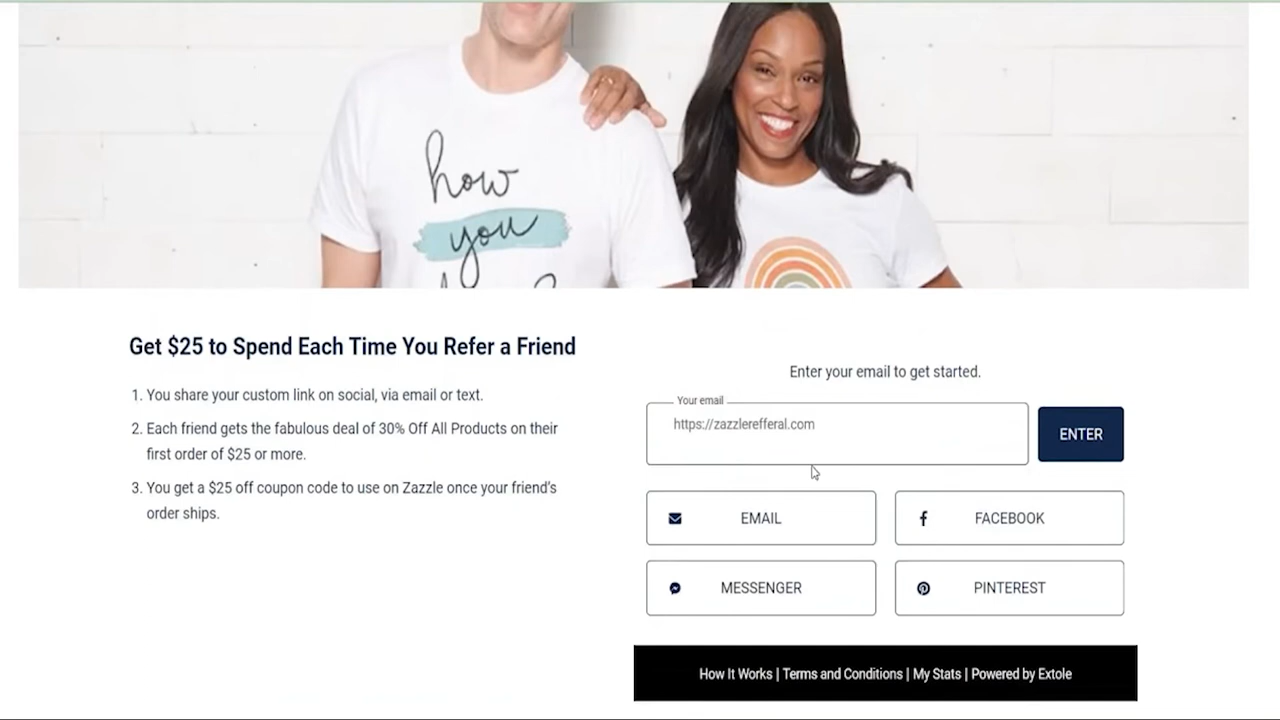 how
you
Get $25 to Spend Each Time You Refer a Friend
1. You share your custom link on social, via email or text.
2. Each friend gets the fabulous deal of 30% Off All Products on their
first order of $25 or more.
3. You get a $25 off coupon code to use on Zazzle once your friend's
order ships.
Enter your email to get started.
Your email
https://zazzlerefferal.com
ENTER
EMAIL
FACEBOOK
MESSENGER
PINTEREST
How It Works | Terms and Conditions | My Stats | Powered by Extole